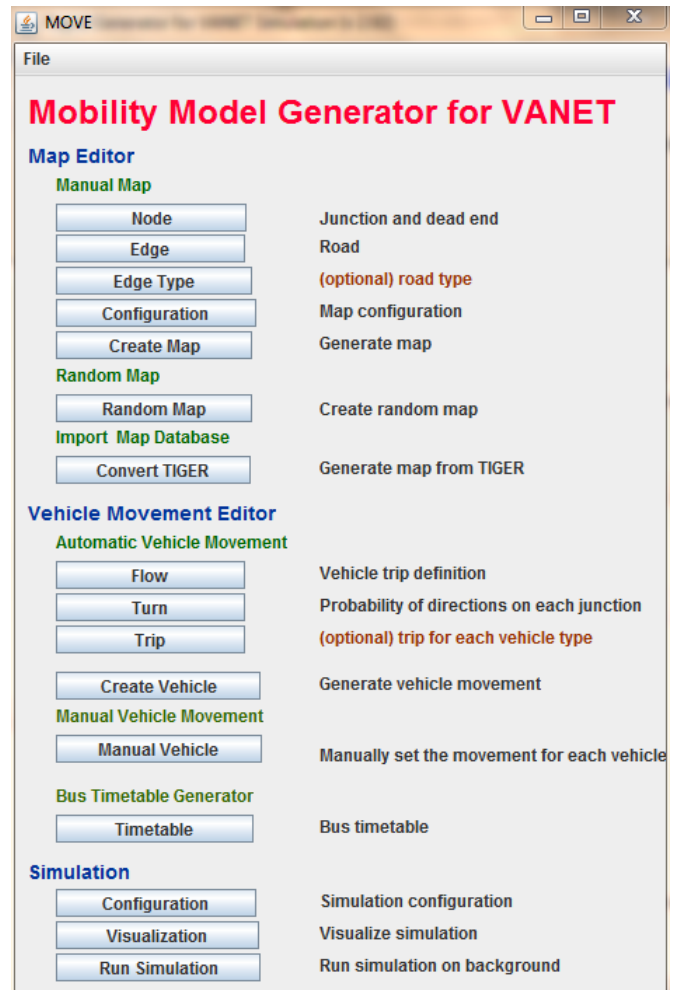 MOVE
File
Mobility Model Generator for VANET
Map Editor
Manual Map
Node Junction and dead end
Edge Road
Edge Type (optional) road type
Configuration Map configuration
Create Map Generate map
Random Map
Random Map Create random map
Import Map Database
Convert TIGER Generate map from TIGER
Vehicle Movement Editor
Automatic Vehicle Movement
Flow Vehicle trip definition
Turn Probability of directions on each junction
Trip (optional) trip for each vehicle type
Create Vehicle Generate vehicle movement
Manual Vehicle Movement
Manual Vehicle Manually set the movement for each vehicle
Bus Timetable Generator
Timetable Bus timetable
Simulation
Configuration Simulation configuration
Visualization Visualize simulation
Run Simulation Run simulation on background